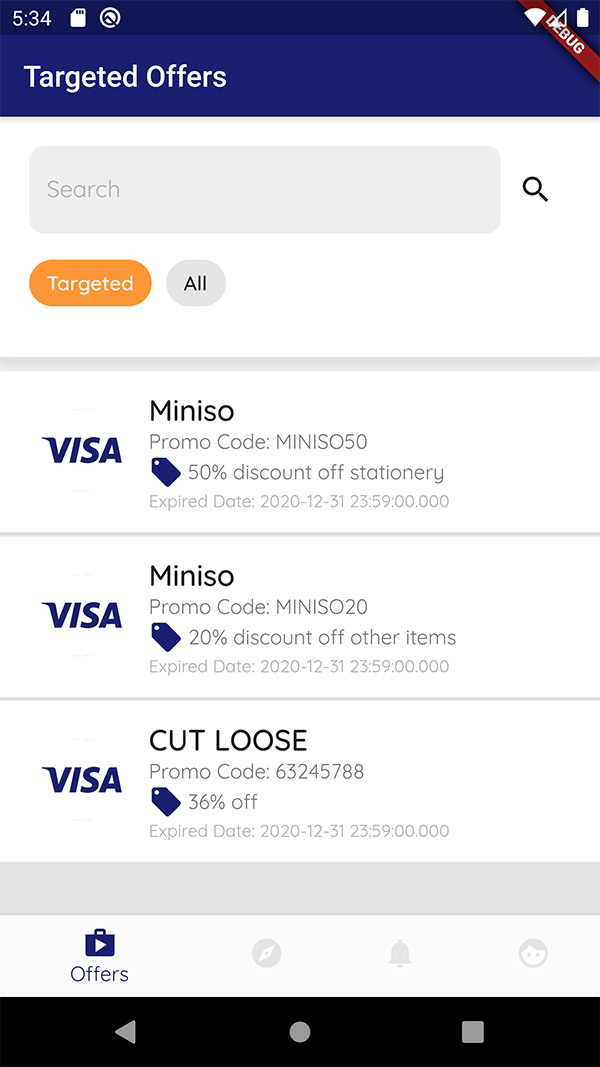 5:34
DEBUG
Targeted Offers
Search
Targeted
All
Miniso
VISA
Promo Code: MINISO50
50% discount off stationery
Expired Date: 2020-12-31 23:59:00.000
Miniso
VISA
Promo Code: MINISO20
20% discount off other items
Expired Date: 2020-12-31 23:59:00.000
CUT LOOSE
VISA
Promo Code: 63245788
36% off
Expired Date: 2020-12-31 23:59:00.000
Offers